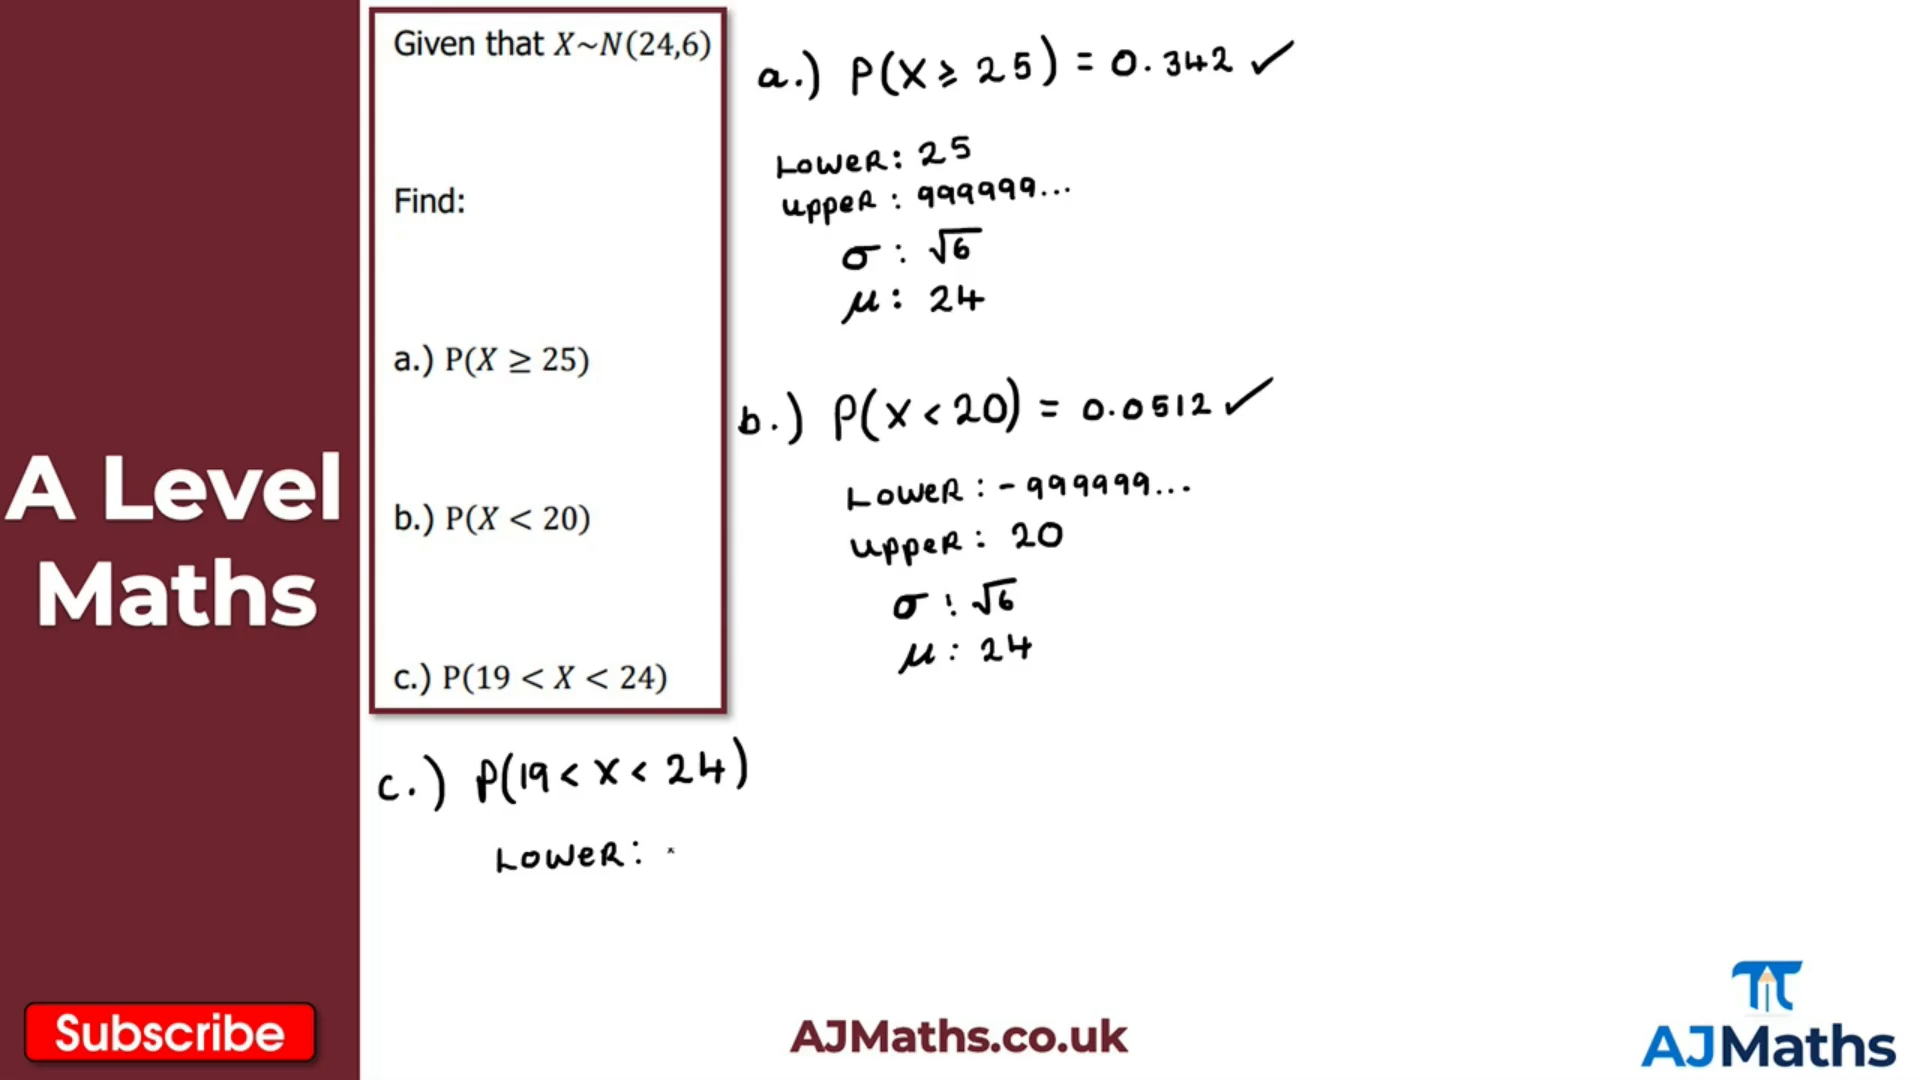 A Level
Maths
Given that X~N(24,6)
Find:
a.) P(X ≥ 25)
b.) P(X < 20)
c.) P(19 < X < 24)
a.) P(X ≥ 25) = 0.342 ✓
Lower: 25
Upper: 999999...
σ: √6
μ: 24
b.) P(X < 20) = 0.0512 ✓
Lower: -999999...
Upper: 20
σ: √6
μ: 24
c.) P(19 < X < 24)
Lower:
Subscribe
AJMaths.co.uk
AJMaths